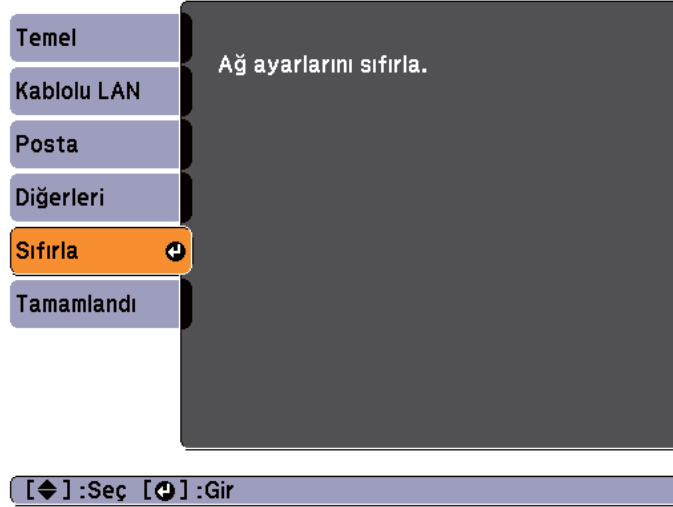 Temel
Kablolu LAN
Posta
Diğerleri
Sıfırla
Tamamlandı
Ağ ayarlarını sıfırla.
[◆] :Seç [⏎] :Gir